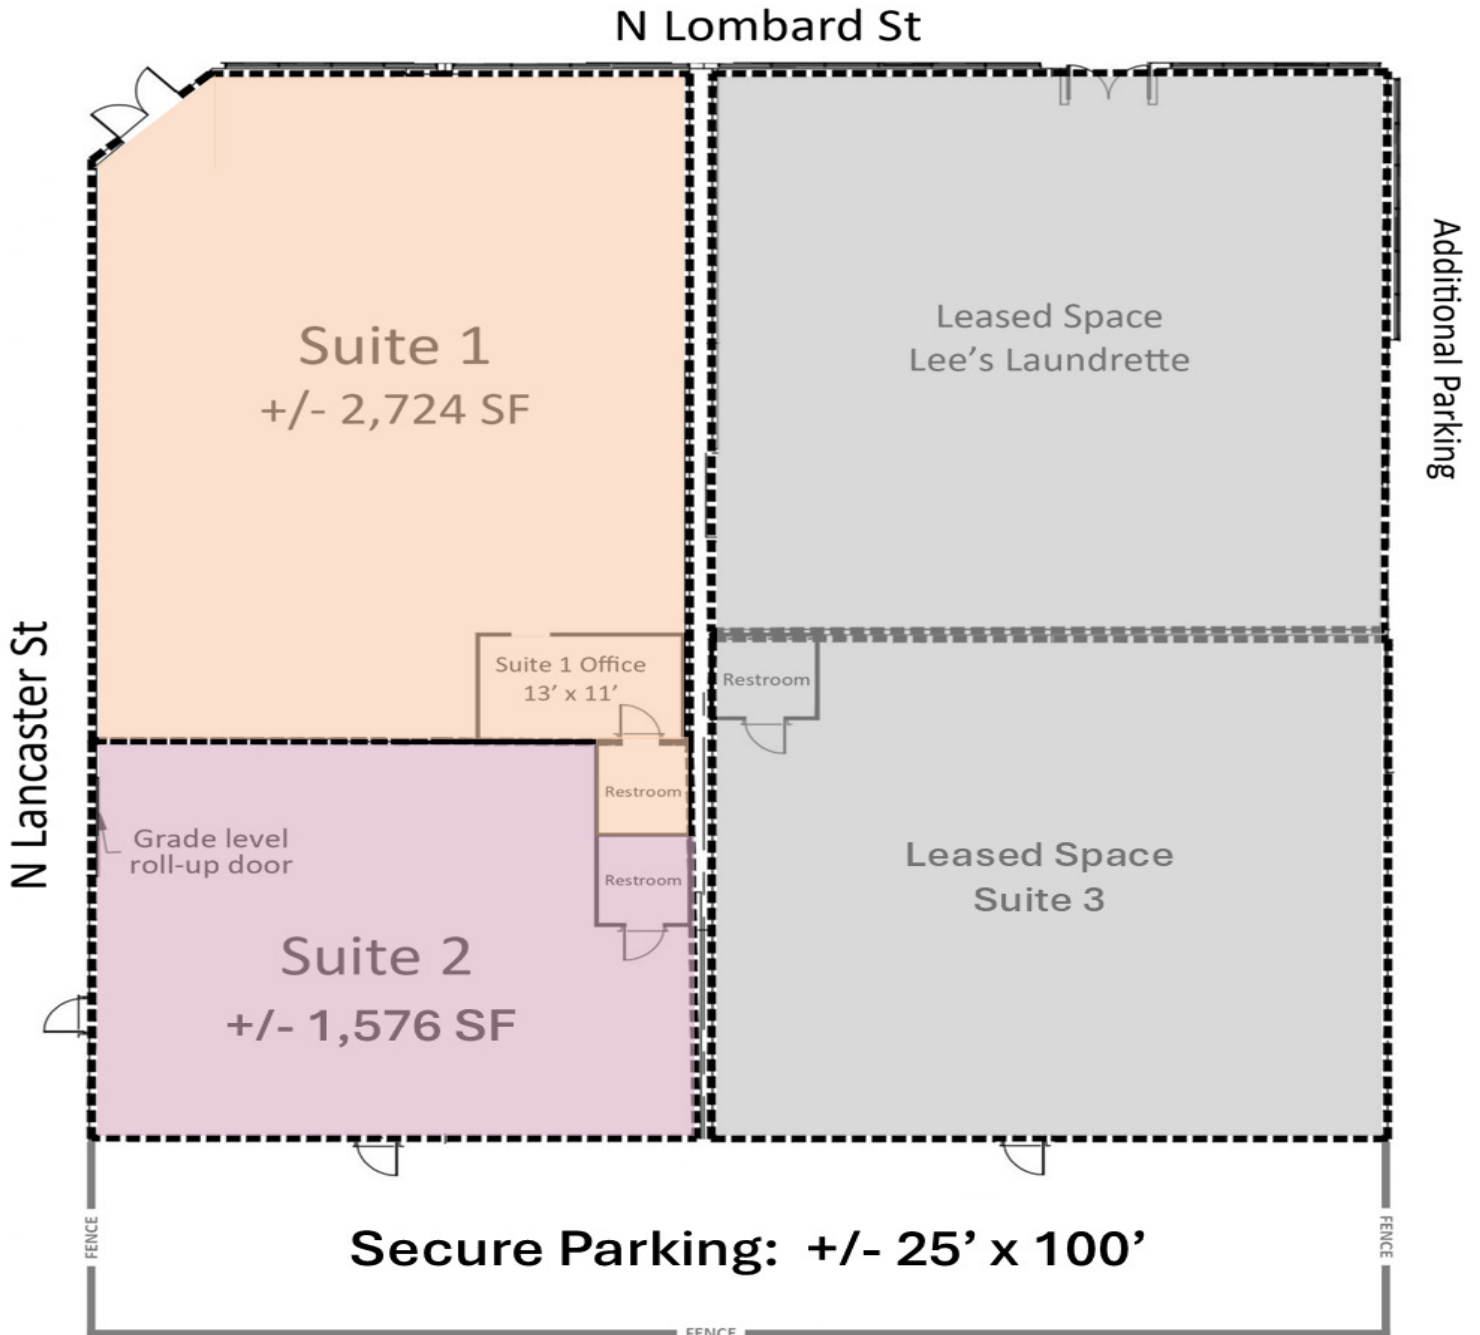 N Lombard St
Suite 1
+/- 2,724 SF
Leased Space
Lee's Laundrette
Additional Parking
N Lancaster St
Suite 1 Office
13' x 11'
Restroom
Restroom
Restroom
Grade level
roll-up door
Suite 2
+/- 1,576 SF
Leased Space
Suite 3
FENCE
Secure Parking: +/- 25' x 100'
FENCE
FENCE